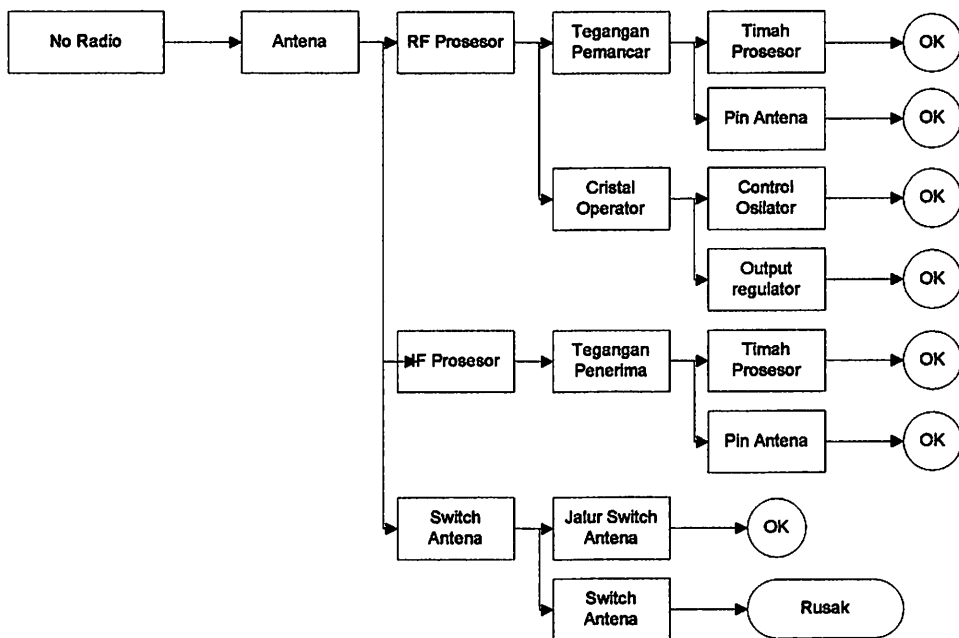 No Radio
Antena
RF Prosesor
Tegangan
Pemancar
Timah
Prosesor
OK
Pin Antena
OK
Cristal
Operator
Control
Osilator
OK
Output
regulator
OK
IF Prosesor
Tegangan
Penerima
Timah
Prosesor
OK
Pin Antena
OK
Switch
Antena
Jalur Switch
Antena
OK
Switch
Antena
Rusak